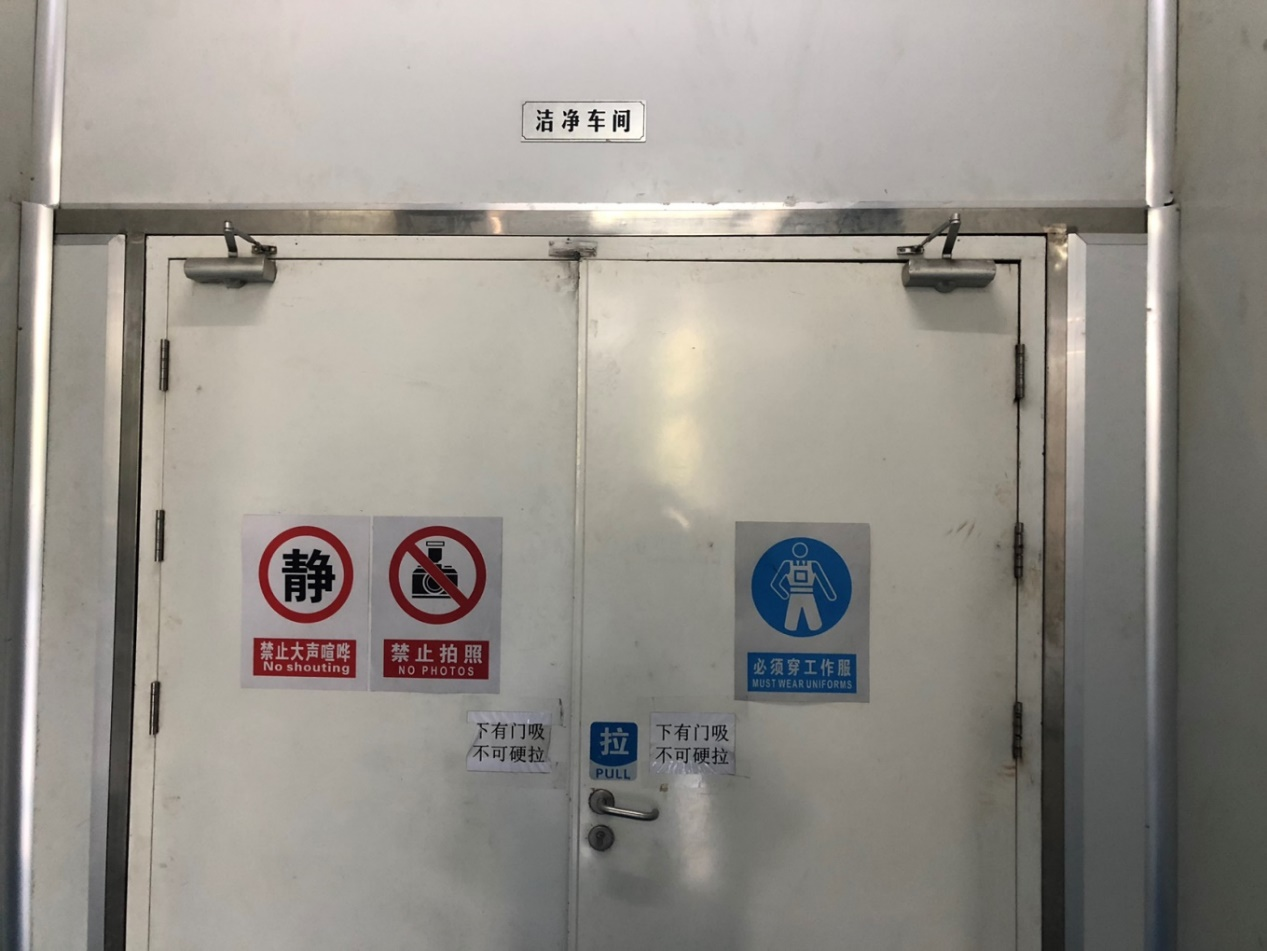 洁净车间
静
禁止大声喧哗
No shouting
禁止拍照
NO PHOTOS
必须穿工作服
MUST WEAR UNIFORMS
下有门吸
不可硬拉
拉
PULL
下有门吸
不可硬拉